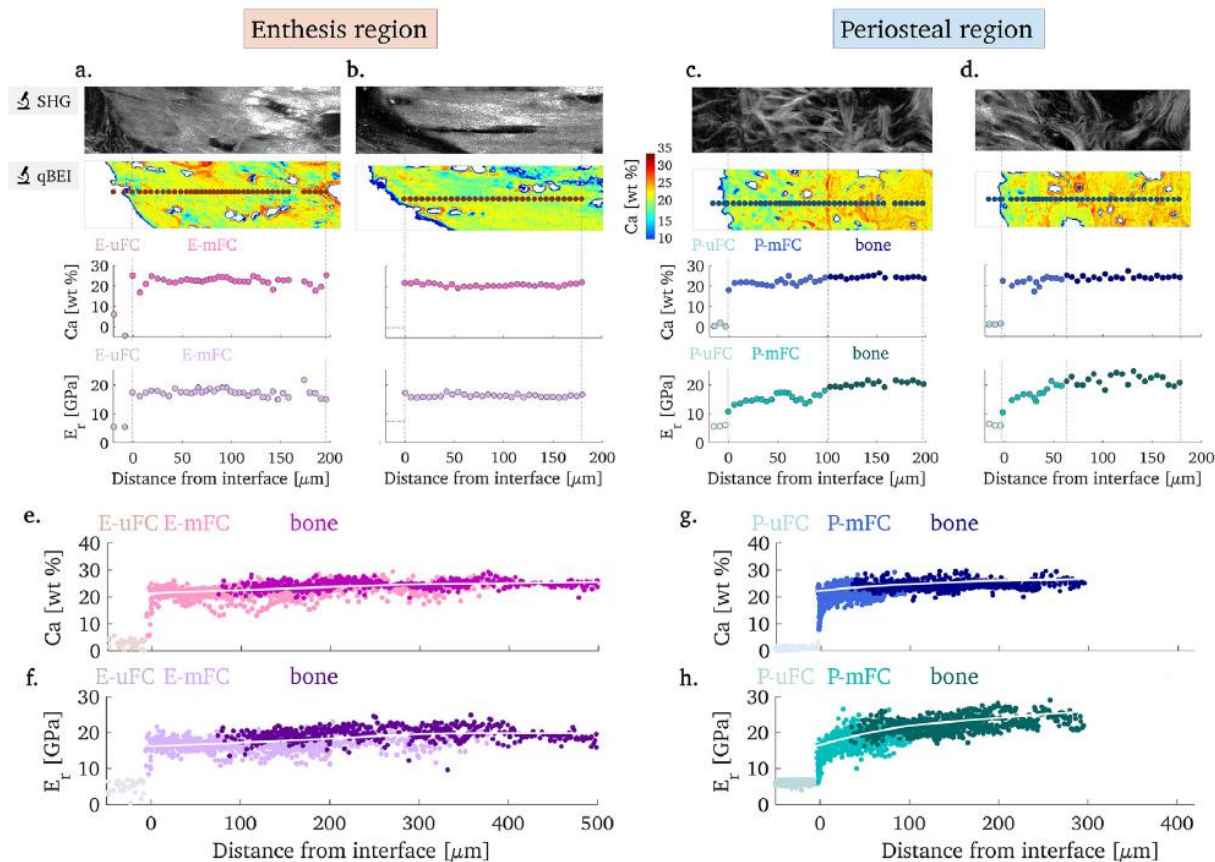 Enthesis region
Periosteal region
a.
b.
c.
d.
SHG
qBEI
35
30
25
20
15
10
Ca [wt %]
E-uFC E-mFC
P-uFC P-mFC bone
30
20
10
0
Ca [wt %]
30
20
10
0
Ca [wt %]
E-uFC E-mFC
P-uFC P-mFC bone
20
10
0
E_r [GPa]
20
10
0
E_r [GPa]
0 50 100 150 200
0 50 100 150 200
0 50 100 150 200
0 50 100 150 200
Distance from interface [μm]
Distance from interface [μm]
Distance from interface [μm]
Distance from interface [μm]
e.
E-uFC E-mFC bone
40
30
20
10
0
Ca [wt %]
f.
E-uFC E-mFC bone
30
20
10
0
E_r [GPa]
0 100 200 300 400 500
Distance from interface [μm]
g.
P-uFC P-mFC bone
40
30
20
10
0
Ca [wt %]
h.
P-uFC P-mFC bone
30
20
10
0
E_r [GPa]
0 100 200 300 400
Distance from interface [μm]